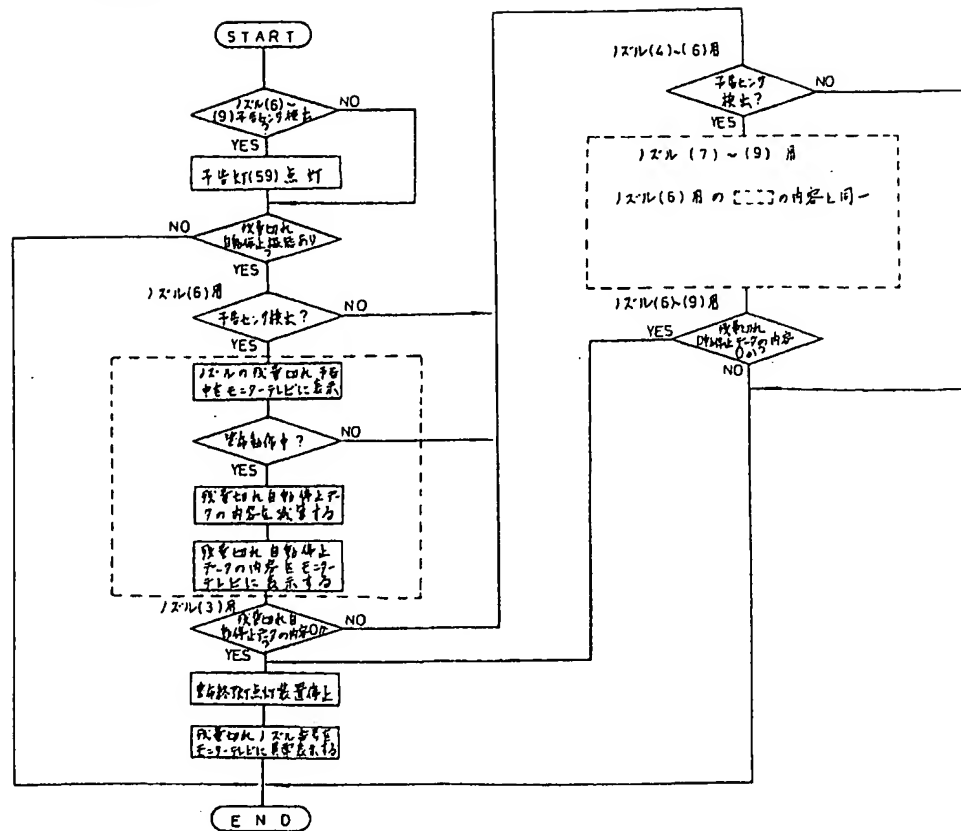 START
ノズル(6)~
(9)予告センサ検出
?
NO
YES
予告灯(59)点灯
NO
残量切れ
自動停止
?
YES
ノズル(6)用
予告センサ検出?
NO
YES
ノズルの残量切れ予告
中をモニターテレビに表示
塗布動作中?
NO
YES
残量切れ自動停止デー
タの内容を減算する
残量切れ自動停止
データの内容をモニター
テレビに表示する
ノズル(3)用
残量切れ自
動停止データの内容0か
?
NO
YES
塗布終了灯点灯装置停止
残量切れノズル番号を
モニターテレビに表示する
END
ノズル(4)~(6)用
予告センサ
検出?
NO
YES
ノズル(7)~(9)用
ノズル(6)用の の内容と同一
ノズル(6)~(9)用
残量切れ
自動停止データの内容
0か?
YES
NO